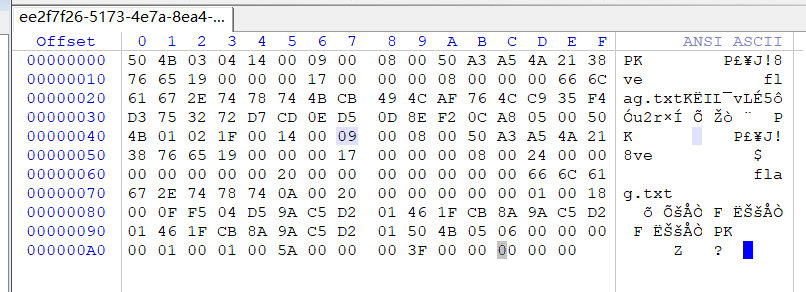 ee2f7f26-5173-4e7a-8ea4-...
Offset 0 1 2 3 4 5 6 7 8 9 A B C D E F ANSI ASCII
00000000 50 4B 03 04 14 00 09 00 08 00 50 A3 A5 4A 21 38 PK P£¥J!8
00000010 76 65 19 00 00 00 17 00 00 00 08 00 00 00 66 6C ve fl
00000020 61 67 2E 74 78 74 4B CB 49 4C AF 76 4C C9 35 F4 ag.txtKËIL¯vLÉ5ô
00000030 D3 75 32 72 D7 CD 0E D5 0D 8E F2 0C A8 05 00 50 Óu2r×Í Õ Žò ¨ P
00000040 4B 01 02 1F 00 14 00 09 00 08 00 50 A3 A5 4A 21 K P£¥J!
00000050 38 76 65 19 00 00 00 17 00 00 00 08 00 24 00 00 8ve $
00000060 00 00 00 00 00 20 00 00 00 00 00 00 00 66 6C 61 fla
00000070 67 2E 74 78 74 0A 00 20 00 00 00 00 00 01 00 18 g.txt
00000080 00 0F F5 04 D5 9A C5 D2 01 46 1F CB 8A 9A C5 D2 õ ÕšÅÒ F ËŠšÅÒ
00000090 01 46 1F CB 8A 9A C5 D2 01 50 4B 05 06 00 00 00 F ËŠšÅÒ PK
000000A0 00 01 00 01 00 5A 00 00 00 3F 00 00 00 00 00 Z ?